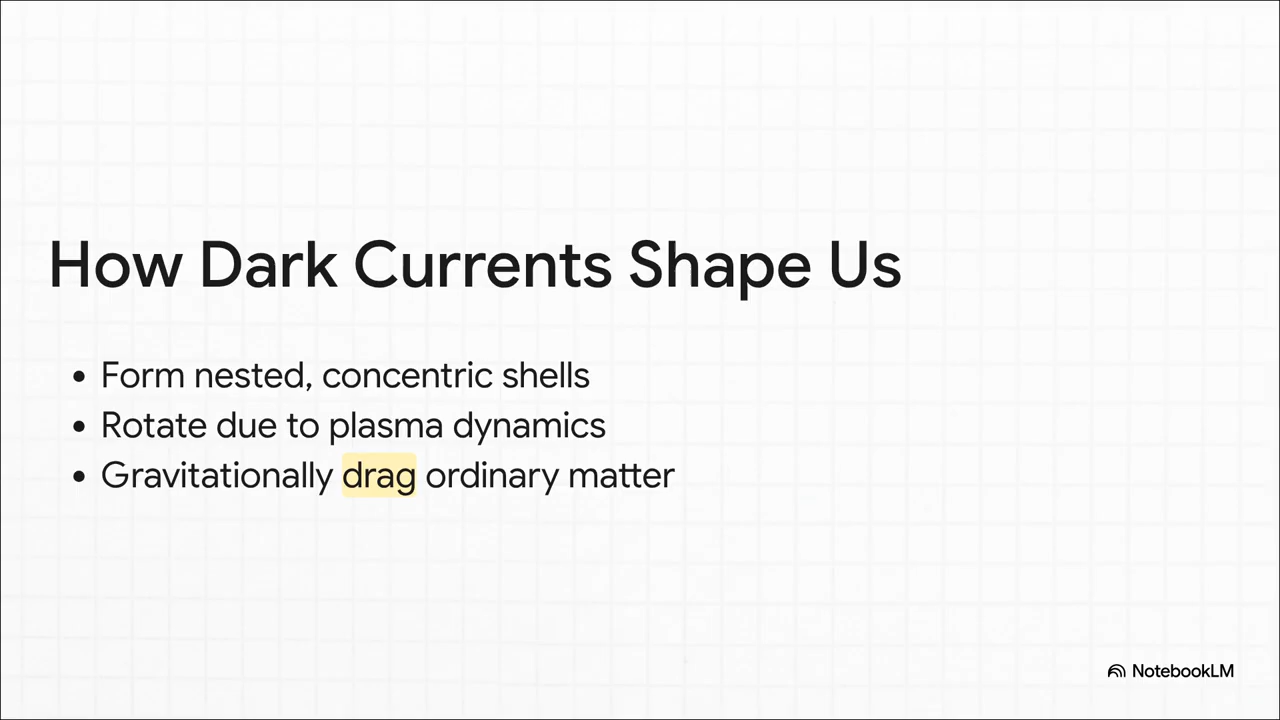 How Dark Currents Shape Us
• Form nested, concentric shells
• Rotate due to plasma dynamics
• Gravitationally drag ordinary matter
NotebookLM